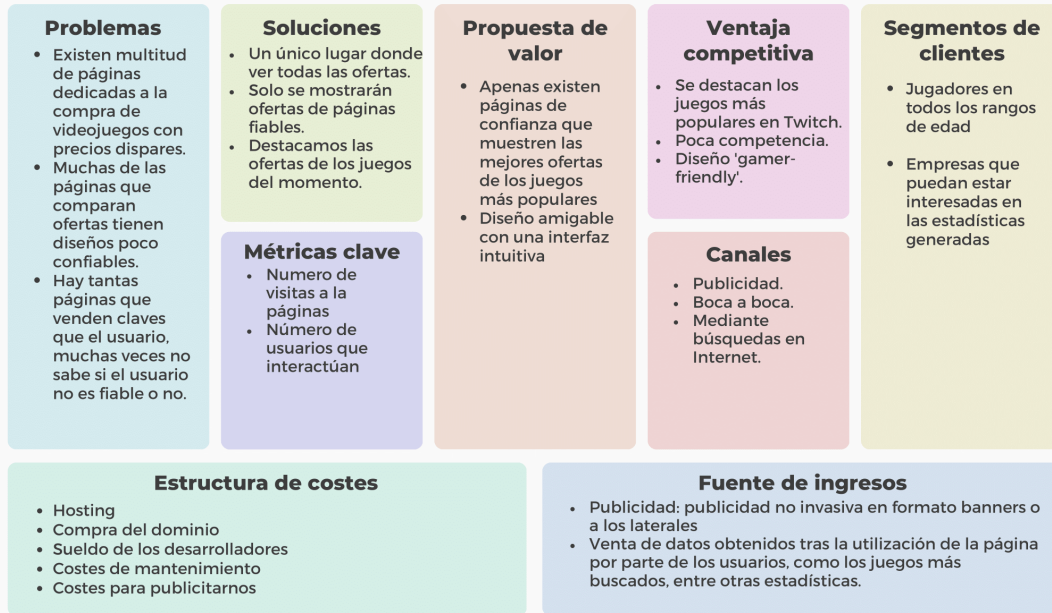 Problemas
Existen multitud
de páginas
dedicadas a la
compra de
videojuegos con
precios dispares.
Muchas de las
páginas que
comparan
ofertas tienen
diseños poco
confiables.
Hay tantas
páginas que
venden claves
que el usuario,
muchas veces no
sabe si el usuario
no es fiable o no.
Soluciones
Un único lugar donde
ver todas las ofertas.
Solo se mostrarán
ofertas de páginas
fiables.
Destacamos las
ofertas de los juegos
del momento.
Métricas clave
Numero de
visitas a la
páginas
Número de
usuarios que
interactúan
Propuesta de
valor
Apenas existen
páginas de
confianza que
muestren las
mejores ofertas
de los juegos
más populares
Diseño amigable
con una interfaz
intuitiva
Ventaja
competitiva
Se destacan los
juegos más
populares en Twitch.
Poca competencia.
Diseño 'gamer-
friendly'.
Canales
Publicidad.
Boca a boca.
Mediante
búsquedas en
Internet.
Segmentos de
clientes
Jugadores en
todos los rangos
de edad
Empresas que
puedan estar
interesadas en
las estadísticas
generadas
Estructura de costes
Hosting
Compra del dominio
Sueldo de los desarrolladores
Costes de mantenimiento
Costes para publicitarnos
Fuente de ingresos
Publicidad: publicidad no invasiva en formato banners o
a los laterales
Venta de datos obtenidos tras la utilización de la página
por parte de los usuarios, como los juegos más
buscados, entre otras estadísticas.